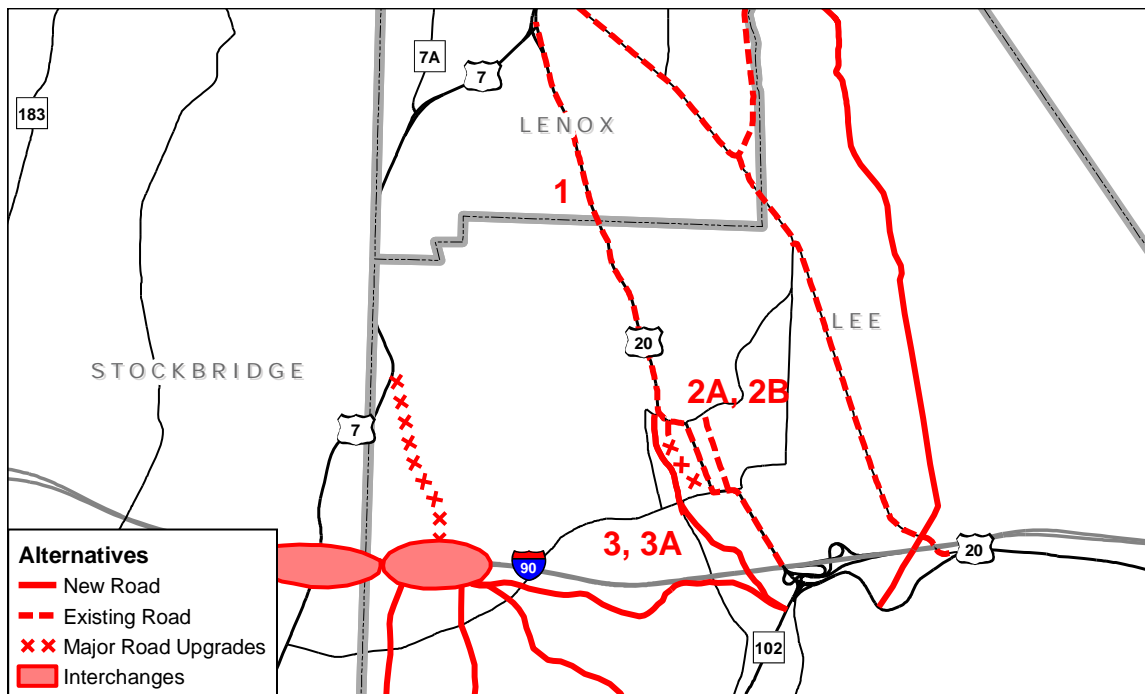 7A
7
183
LENOX
1
20
LEE
STOCKBRIDGE
2A, 2B
7
3, 3A
20
90
102
Alternatives
New Road
Existing Road
Major Road Upgrades
Interchanges